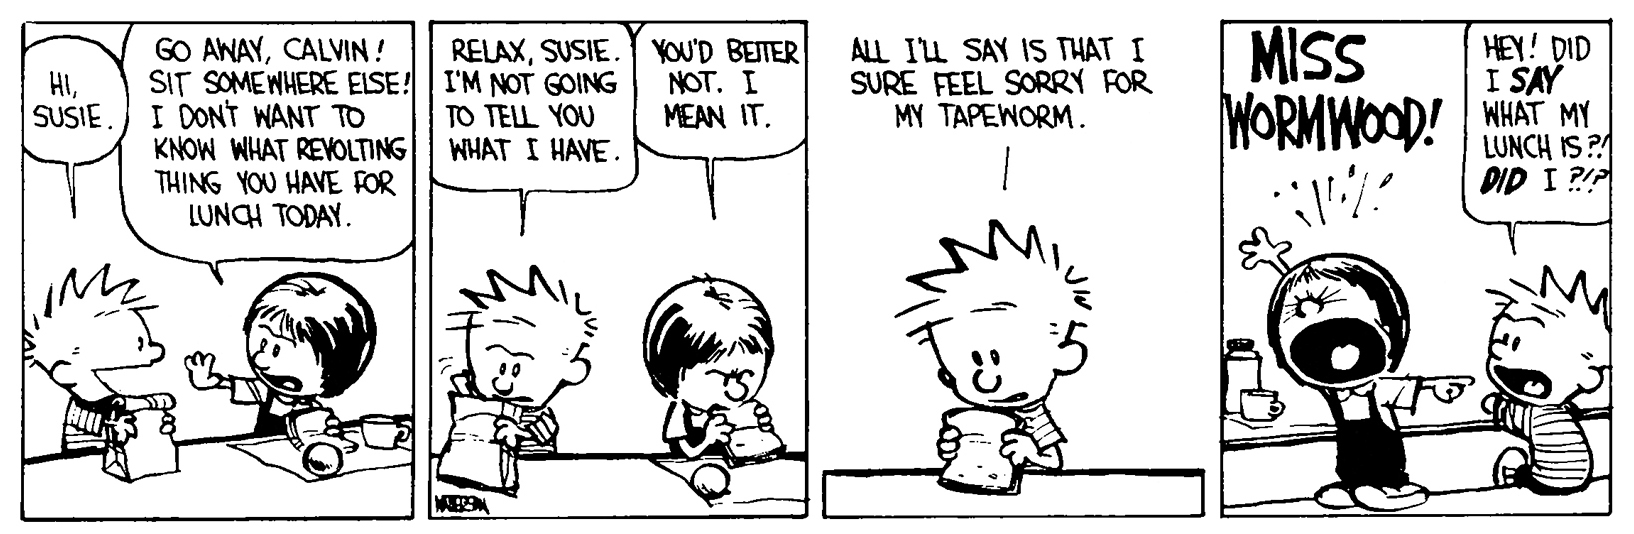 HI,
SUSIE.
GO AWAY, CALVIN!
SIT SOMEWHERE ELSE!
I DON'T WANT TO
KNOW WHAT REVOLTING
THING YOU HAVE FOR
LUNCH TODAY.
RELAX, SUSIE.
I'M NOT GOING
TO TELL YOU
WHAT I HAVE.
YOU'D BETTER
NOT. I
MEAN IT.
WATTERSON
ALL I'LL SAY IS THAT I
SURE FEEL SORRY FOR
MY TAPEWORM.
MISS
WORMWOOD!
HEY! DID
I SAY
WHAT MY
LUNCH IS?!
DID I ?!?